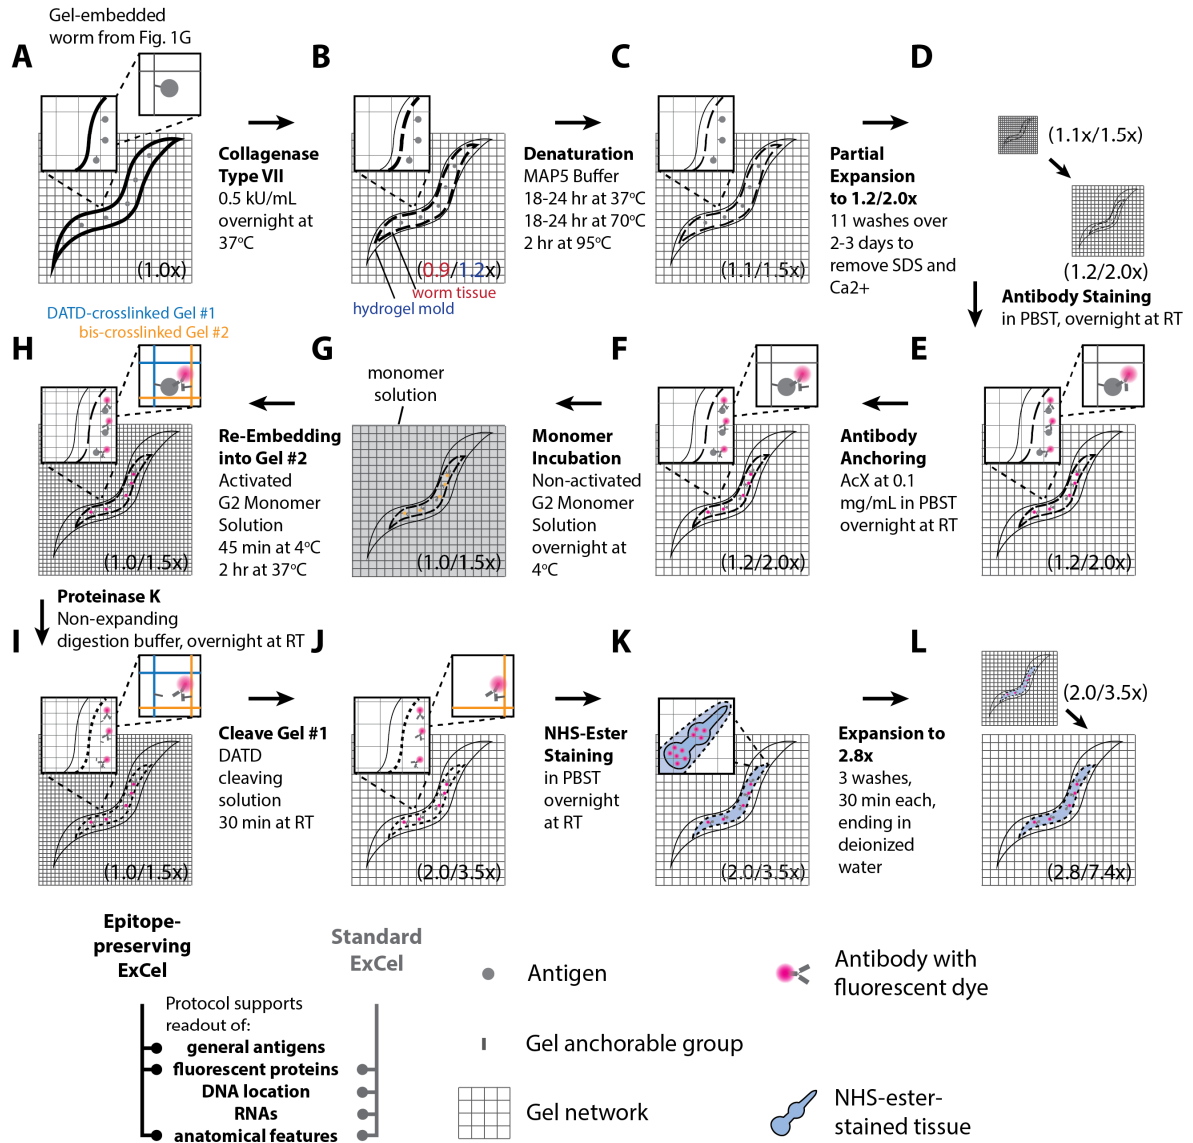 Gel-embedded
worm from Fig. 1G
A
B
C
D
Collagenase
Type VII
0.5 kU/mL
overnight at
37ºC
Denaturation
MAP5 Buffer
18-24 hr at 37ºC
18-24 hr at 70ºC
2 hr at 95ºC
Partial
Expansion
to 1.2/2.0x
11 washes over
2-3 days to
remove SDS and
Ca2+
(1.1x/1.5x)
(1.2/2.0x)
(1.0x)
(0.9/1.2x)
(1.1/1.5x)
worm tissue
hydrogel mold
Antibody Staining
in PBST, overnight at RT
DATD-crosslinked Gel #1
bis-crosslinked Gel #2
H
G
F
E
monomer
solution
Re-Embedding
into Gel #2
Activated
G2 Monomer
Solution
45 min at 4ºC
2 hr at 37ºC
Monomer
Incubation
Non-activated
G2 Monomer
Solution
overnight at
4ºC
Antibody
Anchoring
AcX at 0.1
mg/mL in PBST
overnight at RT
(1.0/1.5x)
(1.0/1.5x)
(1.2/2.0x)
(1.2/2.0x)
Proteinase K
Non-expanding
digestion buffer, overnight at RT
I
J
K
L
Cleave Gel #1
DATD
cleaving
solution
30 min at RT
NHS-Ester
Staining
in PBST
overnight
at RT
Expansion to
2.8x
3 washes,
30 min each,
ending in
deionized
water
(2.0/3.5x)
(1.0/1.5x)
(2.0/3.5x)
(2.0/3.5x)
(2.8/7.4x)
Epitope-
preserving
ExCel
Standard
ExCel
Protocol supports
readout of:
general antigens
fluorescent proteins
DNA location
RNAs
anatomical features
Antigen
Antibody with
fluorescent dye
Gel anchorable group
Gel network
NHS-ester-
stained tissue